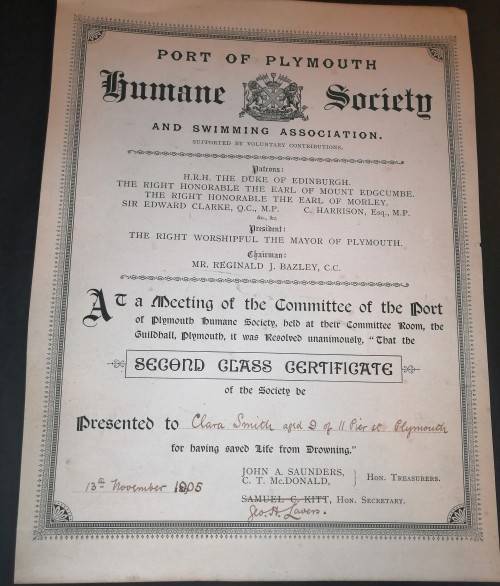 PORT OF PLYMOUTH
Humane Society
AND SWIMMING ASSOCIATION.
SUPPORTED BY VOLUNTARY CONTRIBUTIONS.
Patrons:
H.R.H. THE DUKE OF EDINBURGH.
THE RIGHT HONORABLE THE EARL OF MOUNT EDGCUMBE.
THE RIGHT HONORABLE THE EARL OF MORLEY.
SIR EDWARD CLARKE, Q.C., M.P. C. HARRISON, Esq., M.P.
&c., &c.
President:
THE RIGHT WORSHIPFUL THE MAYOR OF PLYMOUTH.
Chairman:
MR. REGINALD J. BAZLEY, C.C.
At a Meeting of the Committee of the Port
of Plymouth Humane Society, held at their Committee Room, the
Guildhall, Plymouth, it was Resolved unanimously, "That the
SECOND CLASS CERTIFICATE
of the Society be
Presented to Clara Smith aged 9 of 11 Pier st Plymouth
for having saved Life from Drowning."
JOHN A. SAUNDERS,
C. T. McDONALD, } HON. TREASURERS.
13th November 1905
SAMUEL C. KITT, HON. SECRETARY.
Geo. H. Lavers.